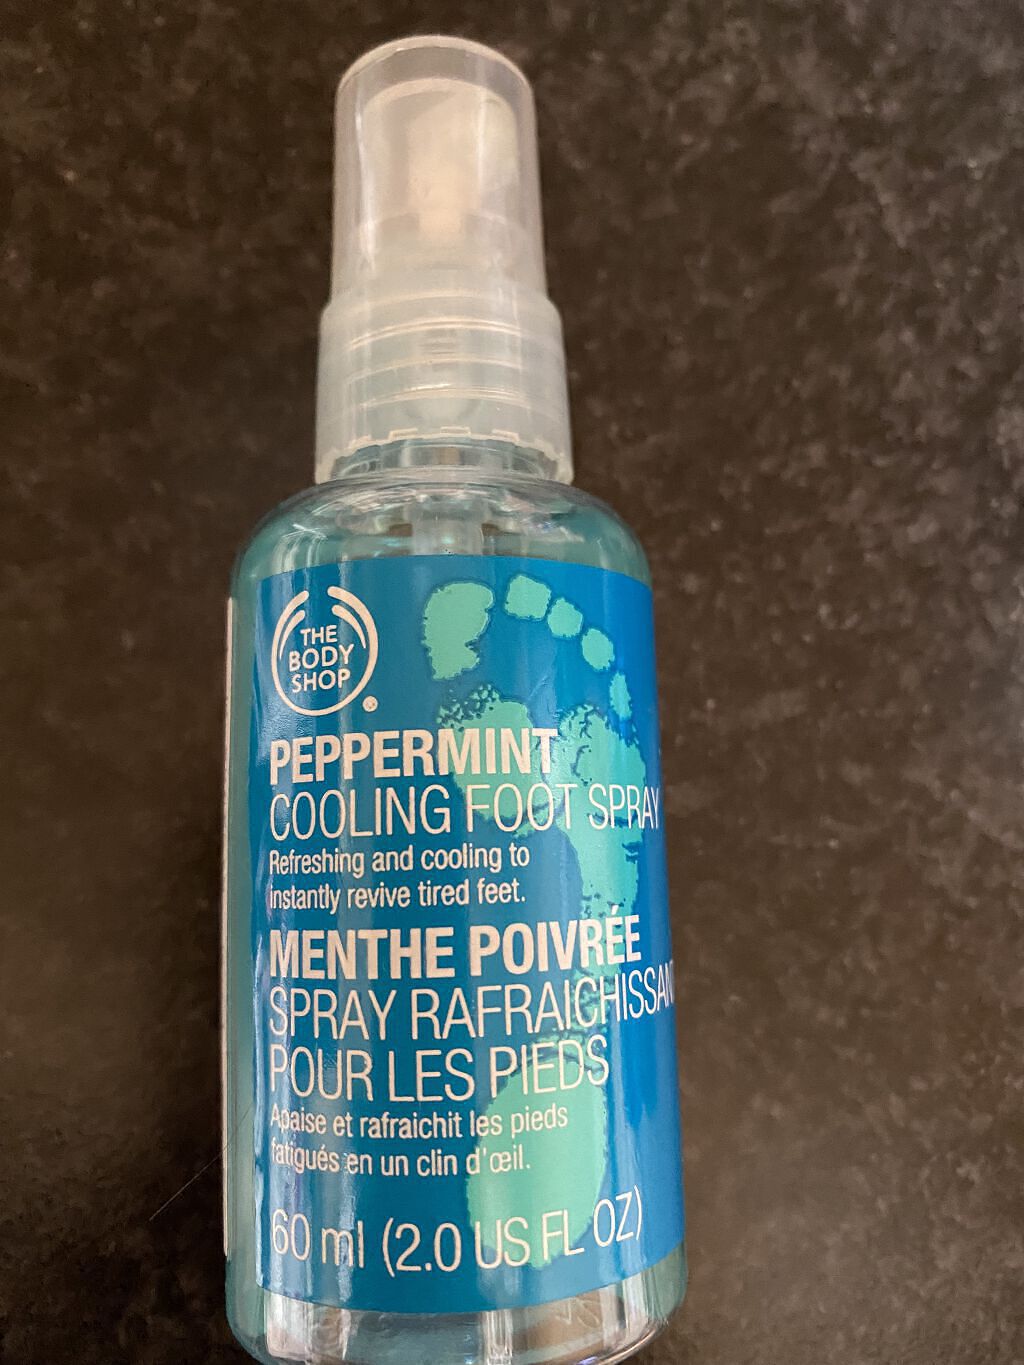 THE
BODY
SHOP
®
PEPPERMINT
COOLING FOOT SPRAY
Refreshing and cooling to
instantly revive tired feet.
MENTHE POIVRÉE
SPRAY RAFRAICHISSANT
POUR LES PIEDS
Apaise et rafraichit les pieds
fatigués en un clin d'œil.
60 ml (2.0 US FL OZ)